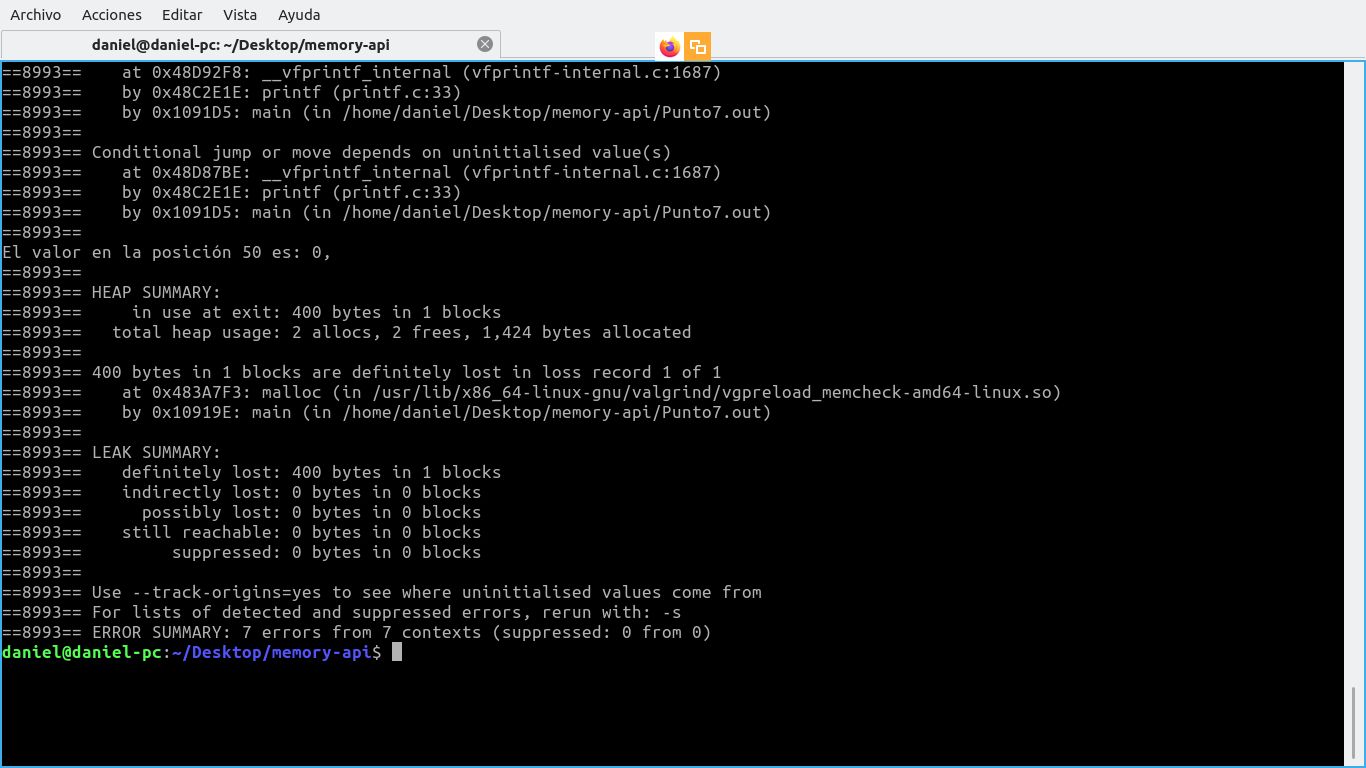 Archivo Acciones Editar Vista Ayuda
daniel@daniel-pc: ~/Desktop/memory-api
==8993==    at 0x48D92F8: __vfprintf_internal (vfprintf-internal.c:1687)
==8993==    by 0x48C2E1E: printf (printf.c:33)
==8993==    by 0x1091D5: main (in /home/daniel/Desktop/memory-api/Punto7.out)
==8993==
==8993== Conditional jump or move depends on uninitialised value(s)
==8993==    at 0x48D87BE: __vfprintf_internal (vfprintf-internal.c:1687)
==8993==    by 0x48C2E1E: printf (printf.c:33)
==8993==    by 0x1091D5: main (in /home/daniel/Desktop/memory-api/Punto7.out)
==8993==
El valor en la posición 50 es: 0,
==8993==
==8993== HEAP SUMMARY:
==8993==     in use at exit: 400 bytes in 1 blocks
==8993==   total heap usage: 2 allocs, 2 frees, 1,424 bytes allocated
==8993==
==8993== 400 bytes in 1 blocks are definitely lost in loss record 1 of 1
==8993==    at 0x483A7F3: malloc (in /usr/lib/x86_64-linux-gnu/valgrind/vgpreload_memcheck-amd64-linux.so)
==8993==    by 0x10919E: main (in /home/daniel/Desktop/memory-api/Punto7.out)
==8993==
==8993== LEAK SUMMARY:
==8993==    definitely lost: 400 bytes in 1 blocks
==8993==    indirectly lost: 0 bytes in 0 blocks
==8993==      possibly lost: 0 bytes in 0 blocks
==8993==    still reachable: 0 bytes in 0 blocks
==8993==         suppressed: 0 bytes in 0 blocks
==8993==
==8993== Use --track-origins=yes to see where uninitialised values come from
==8993== For lists of detected and suppressed errors, rerun with: -s
==8993== ERROR SUMMARY: 7 errors from 7 contexts (suppressed: 0 from 0)
daniel@daniel-pc:~/Desktop/memory-api$